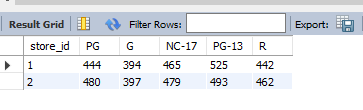 Result Grid Filter Rows: Export:
store_id PG G NC-17 PG-13 R
1 444 394 465 525 442
2 480 397 479 493 462